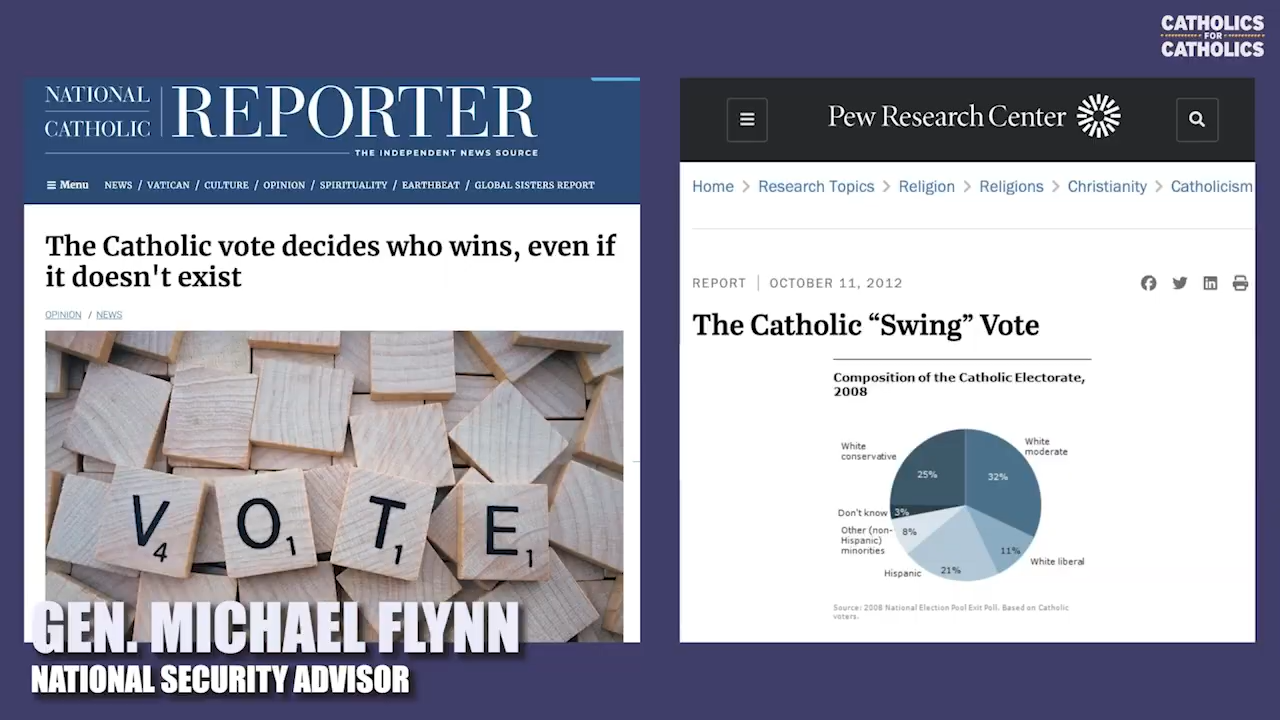 CATHOLICS
FOR
CATHOLICS
NATIONAL
CATHOLIC
REPORTER
THE INDEPENDENT NEWS SOURCE
Menu NEWS / VATICAN / CULTURE / OPINION / SPIRITUALITY / EARTHBEAT / GLOBAL SISTERS REPORT
The Catholic vote decides who wins, even if
it doesn't exist
OPINION / NEWS
V4 O1 T1 E1
GEN. MICHAEL FLYNN
NATIONAL SECURITY ADVISOR
Pew Research Center
Home > Research Topics > Religion > Religions > Christianity > Catholicism
REPORT | OCTOBER 11, 2012
The Catholic “Swing” Vote
Composition of the Catholic Electorate,
2008
White
conservative
25%
White
moderate
32%
Don't know
3%
Other (non-
Hispanic)
minorities
8%
11%
White liberal
Hispanic
21%
Source: 2008 National Election Pool Exit Poll. Based on Catholic
voters.